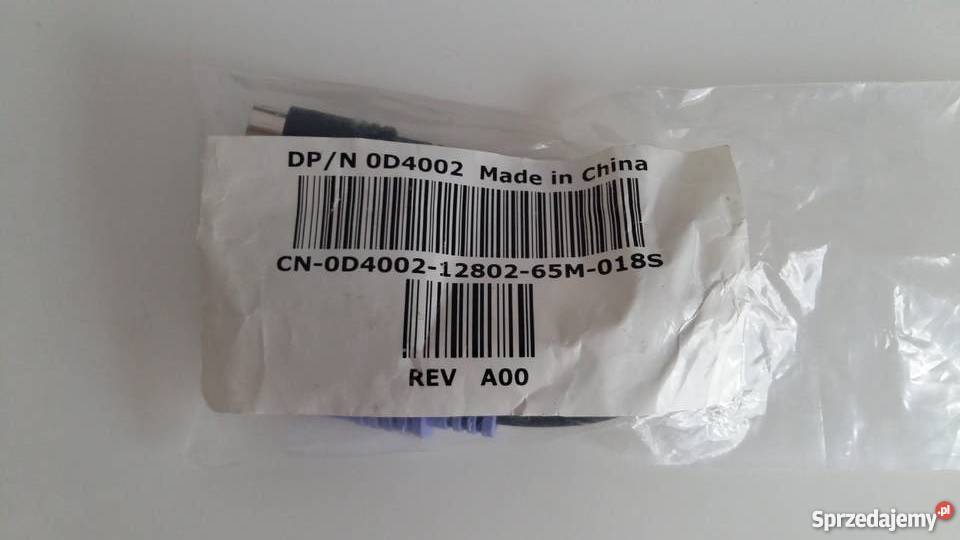 DP/N 0D4002 Made in China
CN-0D4002-12802-65M-018S
REV A00
Sprzedajemy.pl